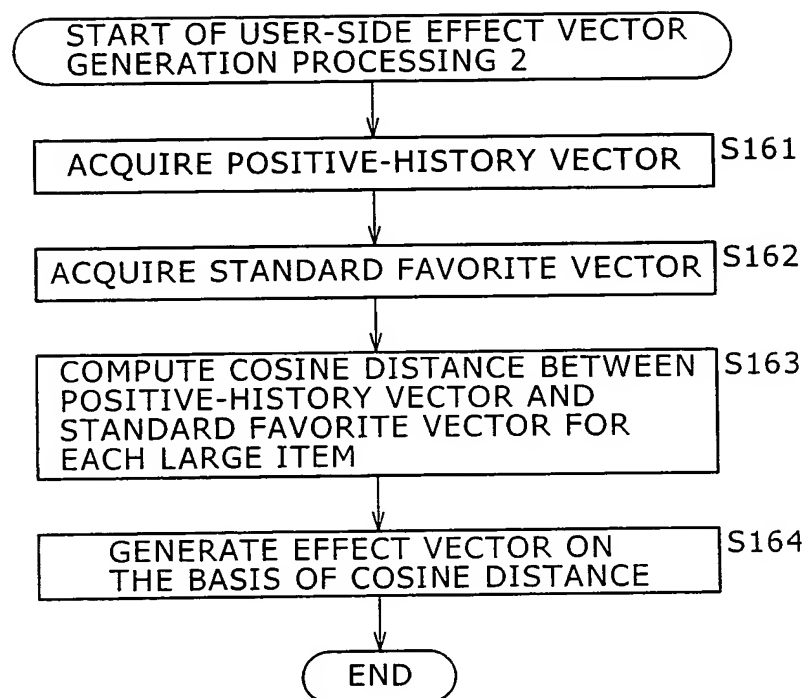 START OF USER-SIDE EFFECT VECTOR
GENERATION PROCESSING 2
ACQUIRE POSITIVE-HISTORY VECTOR
S161
ACQUIRE STANDARD FAVORITE VECTOR
S162
COMPUTE COSINE DISTANCE BETWEEN
POSITIVE-HISTORY VECTOR AND
STANDARD FAVORITE VECTOR FOR
EACH LARGE ITEM
S163
GENERATE EFFECT VECTOR ON
THE BASIS OF COSINE DISTANCE
S164
END